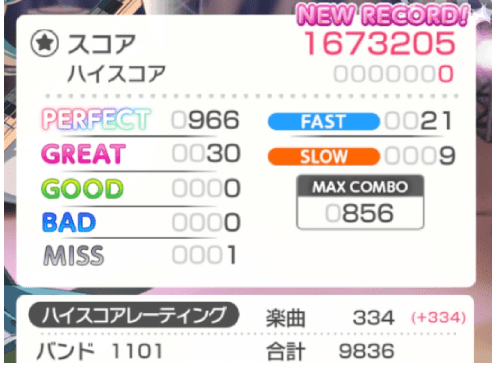 NEW RECORD!
スコア 1673205
ハイスコア 0000000
PERFECT 0966 FAST 0021
GREAT 0030 SLOW 0009
GOOD 0000 MAX COMBO
BAD 0000 0856
MISS 0001
ハイスコアレーティング 楽曲 334 (+334)
バンド 1101 合計 9836